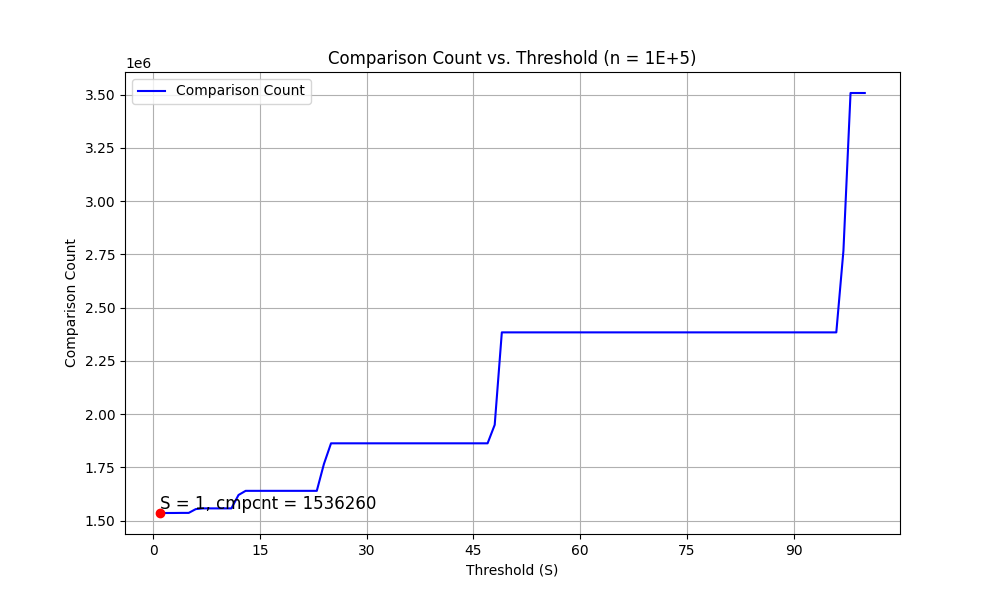 Comparison Count vs. Threshold (n = 1E+5)
1e6
Comparison Count
3.50
3.25
3.00
2.75
2.50
2.25
2.00
1.75
1.50
Comparison Count
S = 1, cmpcnt = 1536260
0 15 30 45 60 75 90
Threshold (S)